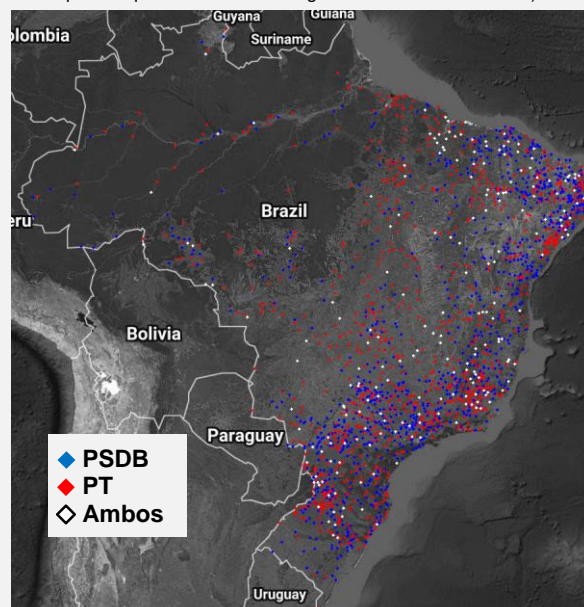 Guyana
Guiana
olombia
Suriname
Brazil
eru
Bolivia
Paraguay
PSDB
PT
Ambos
Uruguay